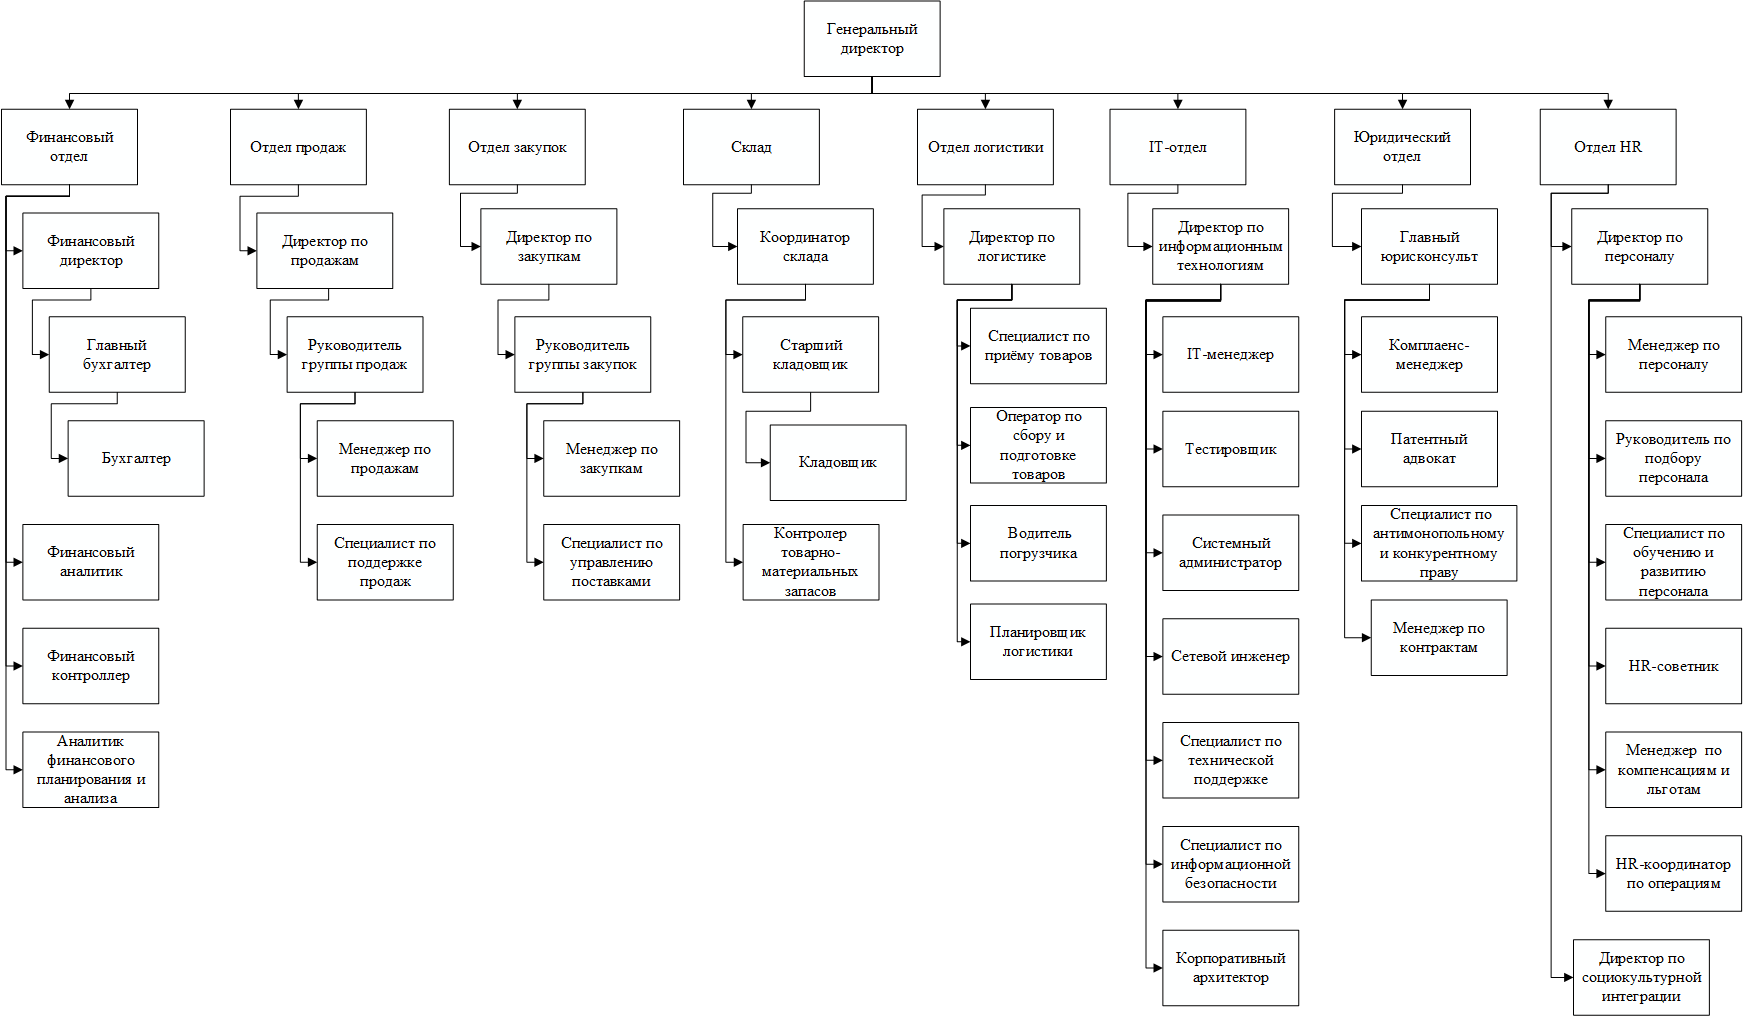 Генеральный
директор
Финансовый
отдел
Отдел продаж
Отдел закупок
Склад
Отдел логистики
IT-отдел
Юридический
отдел
Отдел HR
Финансовый
директор
Главный
бухгалтер
Бухгалтер
Финансовый
аналитик
Финансовый
контроллер
Аналитик
финансового
планирования и
анализа
Директор по
продажам
Руководитель
группы продаж
Менеджер по
продажам
Специалист по
поддержке
продаж
Директор по
закупкам
Руководитель
группы закупок
Менеджер по
закупкам
Специалист по
управлению
поставками
Координатор
склада
Старший
кладовщик
Кладовщик
Контролер
товарно-
материальных
запасов
Директор по
логистике
Специалист по
приёму товаров
Оператор по
сбору и
подготовке
товаров
Водитель
погрузчика
Планировщик
логистики
Директор по
информационным
технологиям
IT-менеджер
Тестировщик
Системный
администратор
Сетевой инженер
Специалист по
технической
поддержке
Специалист по
информационной
безопасности
Корпоративный
архитектор
Главный
юрисконсульт
Комплаенс-
менеджер
Патентный
адвокат
Специалист по
антимонопольному
и конкурентному
праву
Менеджер по
контрактам
Директор по
персоналу
Менеджер по
персоналу
Руководитель по
подбору
персонала
Специалист по
обучению и
развитию
персонала
HR-советник
Менеджер по
компенсациям и
льготам
HR-координатор
по операциям
Директор по
социокультурной
интеграции